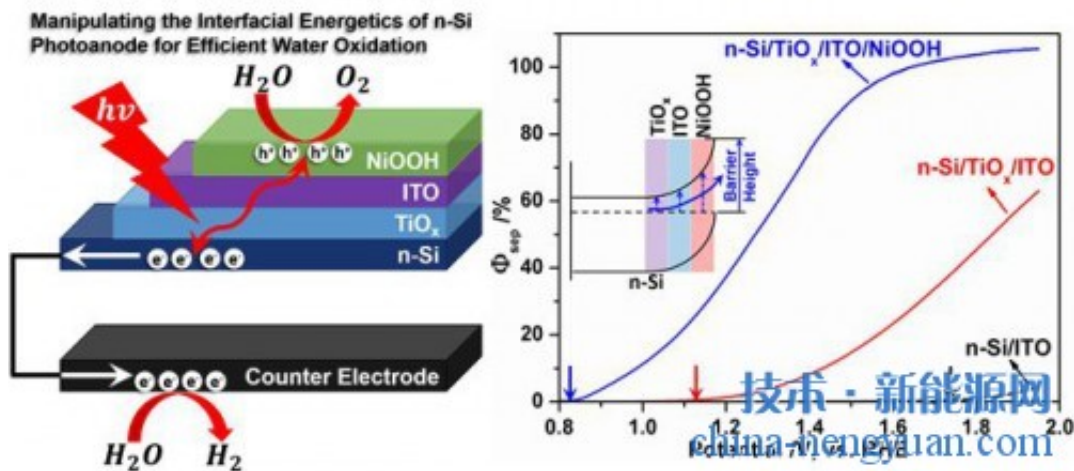 Manipulating the Interfacial Energetics of n-Si
Photoanode for Efficient Water Oxidation
H₂O O₂
hν
h⁺ h⁺ h⁺ h⁺
NiOOH
ITO
TiOₓ
n-Si
e⁻ e⁻ e⁻ e⁻
Counter Electrode
e⁻ e⁻ e⁻ e⁻
H₂O H₂
Φsep /%
100
80
60
40
20
0
0.8 1.0 1.2 1.4 1.6 1.8 2.0
n-Si/TiOₓ/ITO/NiOOH
TiOₓ
ITO
NiOOH
Barrier
Height
n-Si
n-Si/TiOₓ/ITO
n-Si/ITO
技术·新能源网
china-nengyuan.com
Potential /V